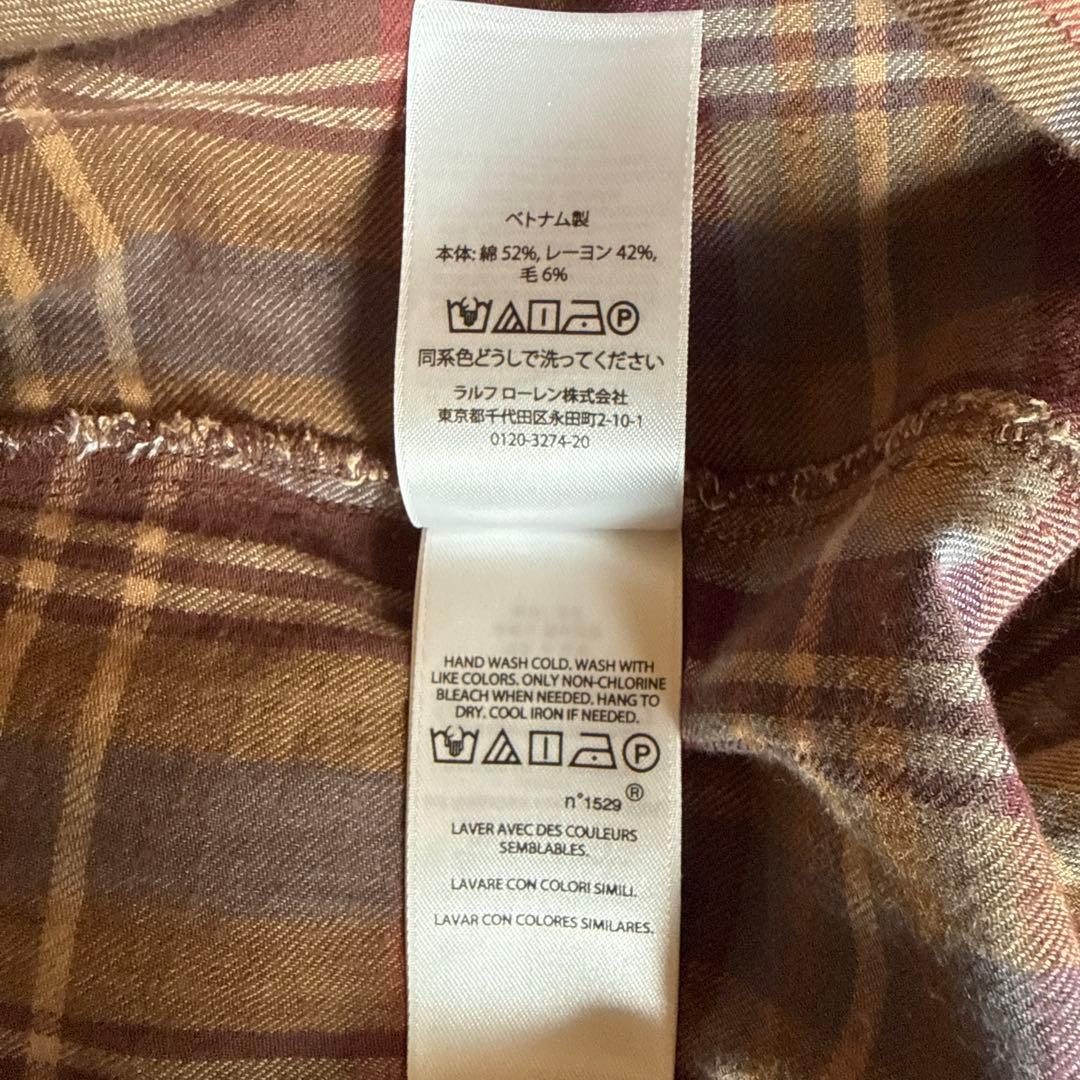 ベトナム製
本体: 綿 52%, レーヨン 42%,
毛 6%
P
同系色どうしで洗ってください
ラルフ ローレン株式会社
東京都千代田区永田町2-10-1
0120-3274-20
HAND WASH COLD. WASH WITH
LIKE COLORS. ONLY NON-CHLORINE
BLEACH WHEN NEEDED. HANG TO
DRY. COOL IRON IF NEEDED.
P
n°1529 ®
LAVER AVEC DES COULEURS
SEMBLABLES.
LAVARE CON COLORI SIMILI.
LAVAR CON COLORES SIMILARES.